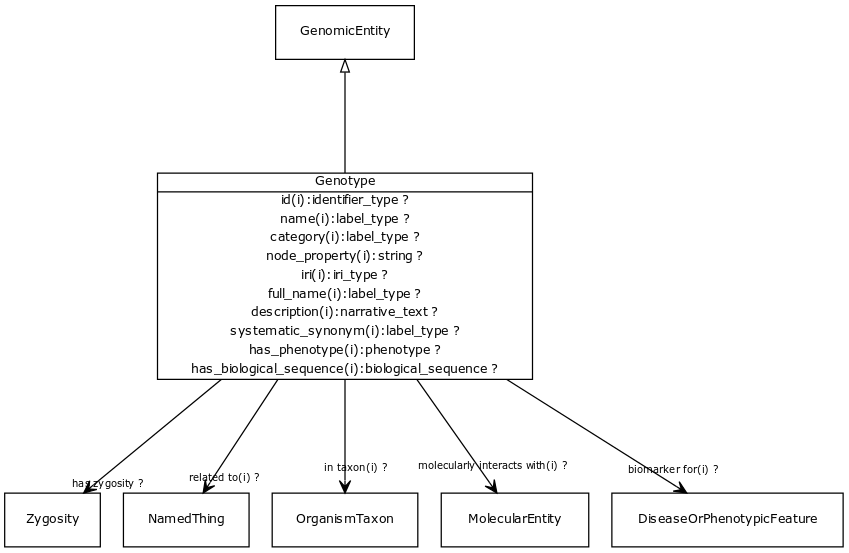 GenomicEntity
Genotype
id(i):identifier_type ?
name(i):label_type ?
category(i):label_type ?
node_property(i):string ?
iri(i):iri_type ?
full_name(i):label_type ?
description(i):narrative_text ?
systematic_synonym(i):label_type ?
has_phenotype(i):phenotype ?
has_biological_sequence(i):biological_sequence ?
has zygosity ?
related to(i) ?
in taxon(i) ?
molecularly interacts with(i) ?
biomarker for(i) ?
Zygosity
NamedThing
OrganismTaxon
MolecularEntity
DiseaseOrPhenotypicFeature